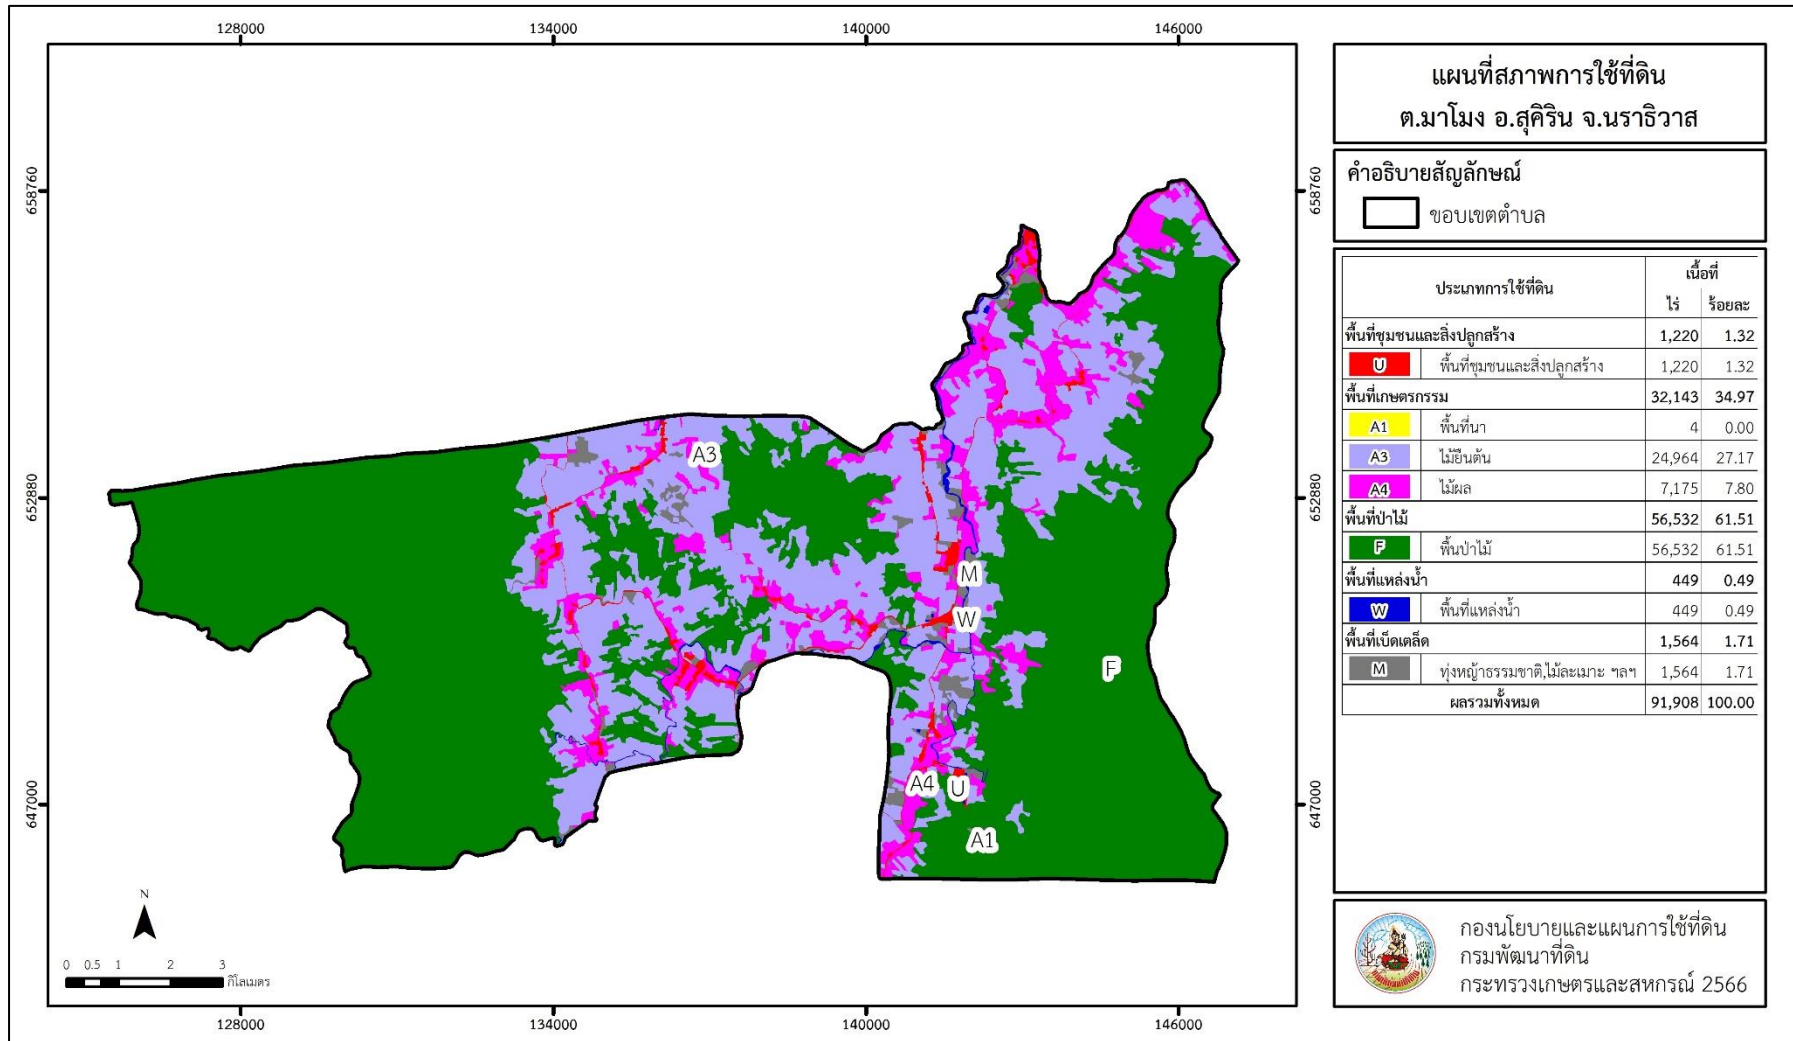 128000 134000 140000 146000
658760
652880
647000
658760
652880
647000
A3
M
W
F
A4
U
A1
N
0 0.5 1 2 3
กิโลเมตร
128000 134000 140000 146000
แผนที่สภาพการใช้ที่ดิน
ต.มาโมง อ.สุคิริน จ.นราธิวาส
คำอธิบายสัญลักษณ์
ขอบเขตตำบล
ประเภทการใช้ที่ดิน เนื้อที่
ไร่ ร้อยละ
พื้นที่ชุมชนและสิ่งปลูกสร้าง 1,220 1.32
U พื้นที่ชุมชนและสิ่งปลูกสร้าง 1,220 1.32
พื้นที่เกษตรกรรม 32,143 34.97
A1 พื้นที่นา 4 0.00
A3 ไม้ยืนต้น 24,964 27.17
A4 ไม้ผล 7,175 7.80
พื้นที่ป่าไม้ 56,532 61.51
F พื้นป่าไม้ 56,532 61.51
พื้นที่แหล่งน้ำ 449 0.49
W พื้นที่แหล่งน้ำ 449 0.49
พื้นที่เบ็ดเตล็ด 1,564 1.71
M ทุ่งหญ้าธรรมชาติ,ไม้ละเมาะ ฯลฯ 1,564 1.71
ผลรวมทั้งหมด 91,908 100.00
กองนโยบายและแผนการใช้ที่ดิน
กรมพัฒนาที่ดิน
กระทรวงเกษตรและสหกรณ์ 2566